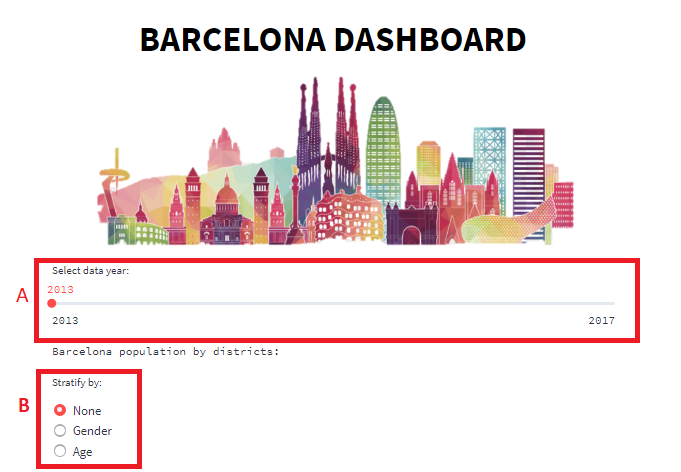 BARCELONA DASHBOARD
A
Select data year:
2013
2013 2017
Barcelona population by districts:
B
Stratify by:
None
Gender
Age